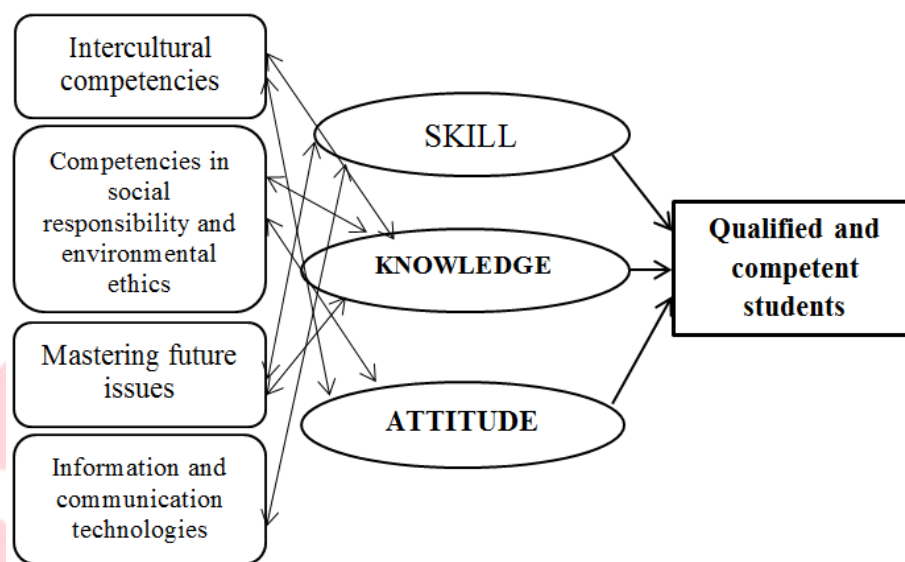 Intercultural
competencies
Competencies in
social
responsibility and
environmental
ethics
Mastering future
issues
Information and
communication
technologies
SKILL
KNOWLEDGE
ATTITUDE
Qualified and
competent
students